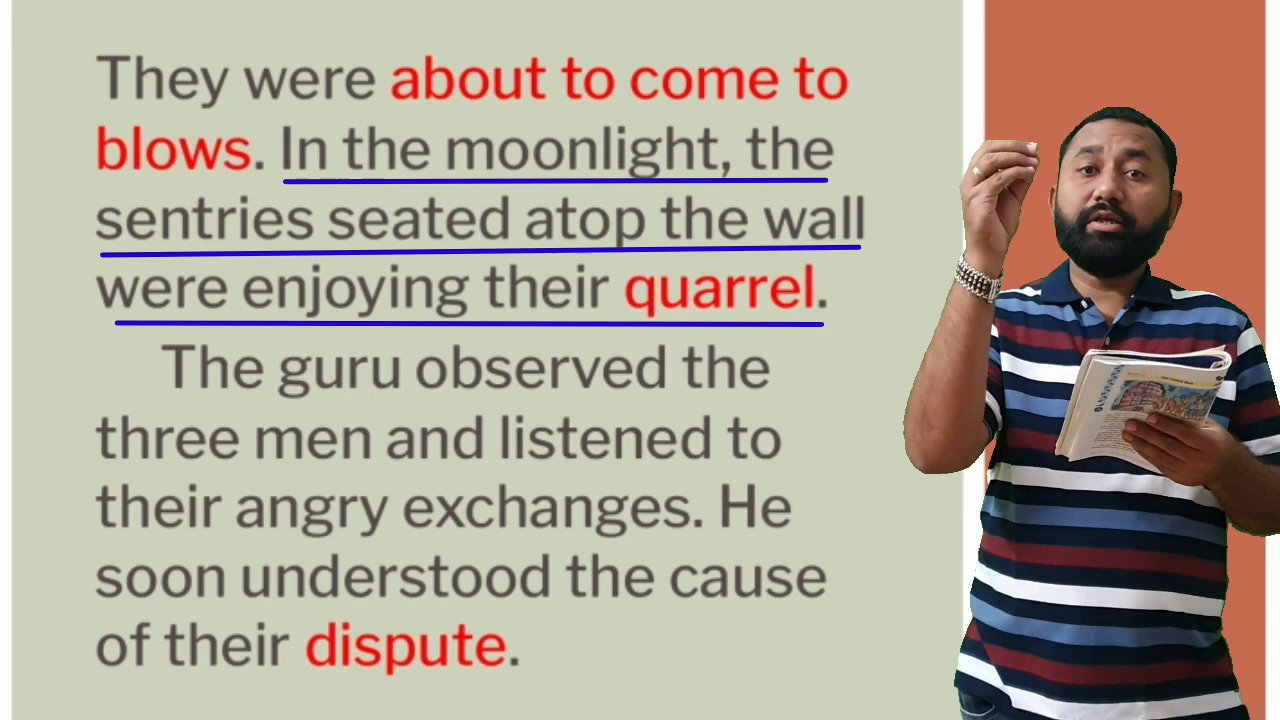 They were about to come to
blows. In the moonlight, the
sentries seated atop the wall
were enjoying their quarrel.
The guru observed the
three men and listened to
their angry exchanges. He
soon understood the cause
of their dispute.